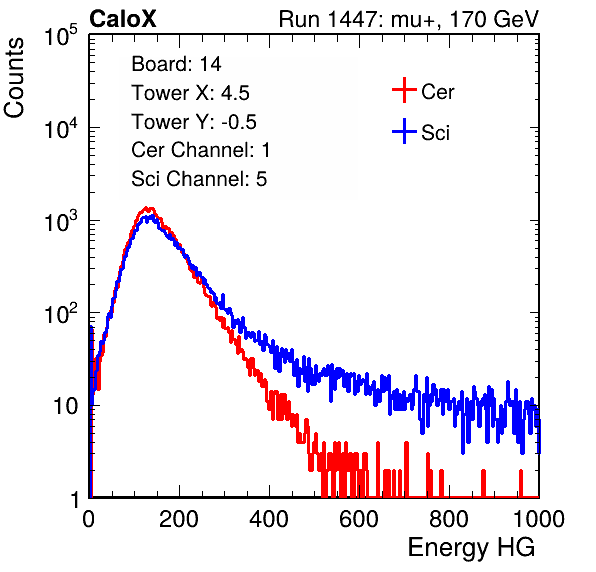 CaloX Run 1447: mu+, 170 GeV
Counts
Board: 14
Tower X: 4.5
Tower Y: -0.5
Cer Channel: 1
Sci Channel: 5
Cer
Sci
10^5
10^4
10^3
10^2
10
1
0 200 400 600 800 1000
Energy HG